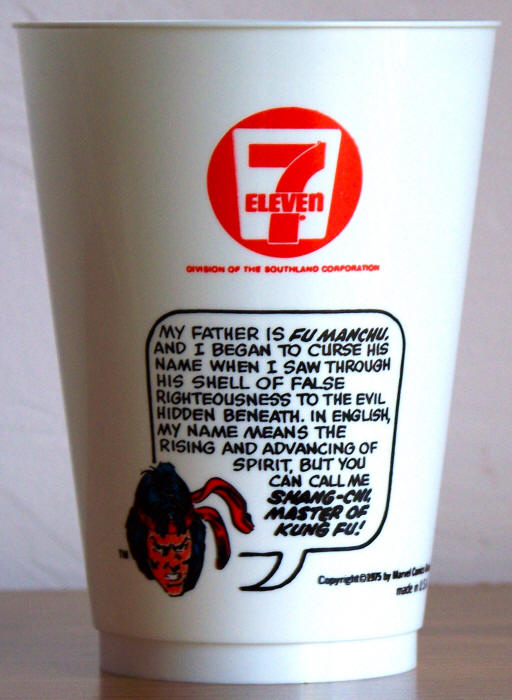 7
ELEVEn
DIVISION OF THE SOUTHLAND CORPORATION
MY FATHER IS FU MANCHU,
AND I BEGAN TO CURSE HIS
NAME WHEN I SAW THROUGH
HIS SHELL OF FALSE
RIGHTEOUSNESS TO THE EVIL
HIDDEN BENEATH. IN ENGLISH,
MY NAME MEANS THE
RISING AND ADVANCING OF
SPIRIT, BUT YOU
CAN CALL ME
SHANG-CHI,
MASTER OF
KUNG FU!
TM
Copyright © 1975 by Marvel Comics
made in U.S.